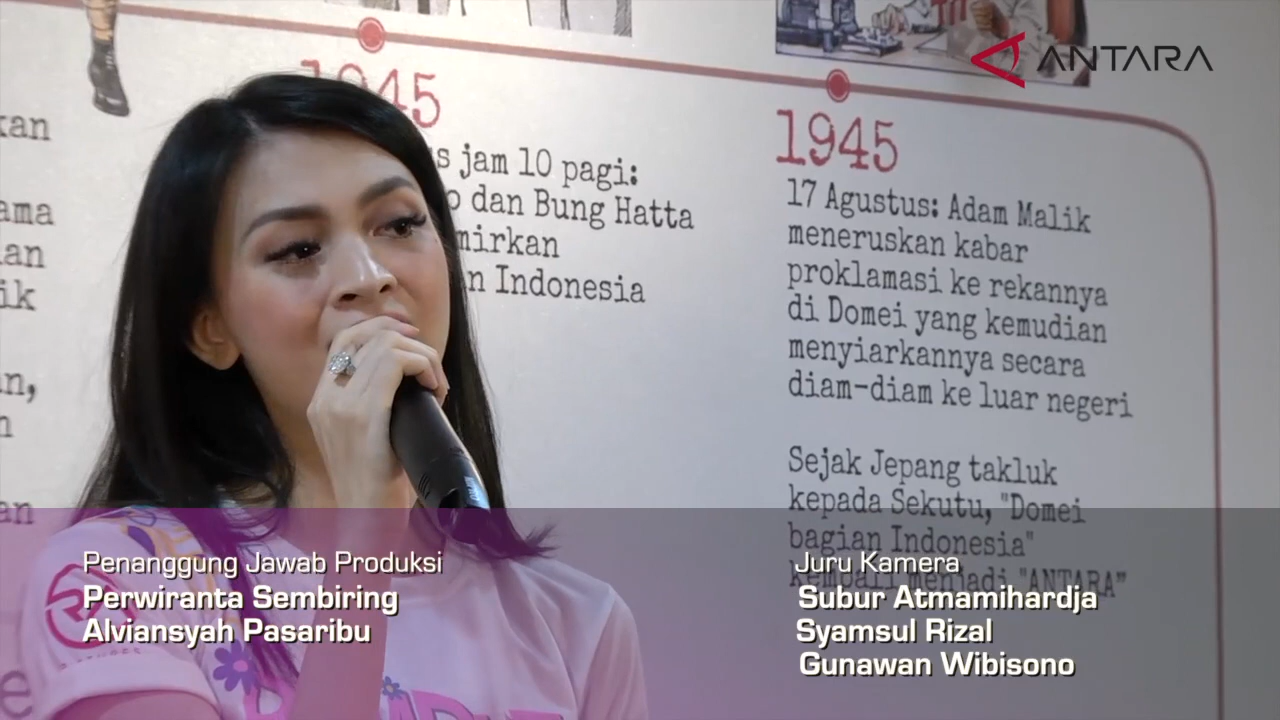 ANTARA
kan
ama
an
ik
n,
n
an
1945
s jam 10 pagi:
o dan Bung Hatta
mirkan
n Indonesia
1945
17 Agustus: Adam Malik
meneruskan kabar
proklamasi ke rekannya
di Domei yang kemudian
menyiarkannya secara
diam-diam ke luar negeri
Sejak Jepang takluk
kepada Sekutu, "Domei
bagian Indonesia"
kembali menjadi "ANTARA"
Penanggung Jawab Produksi
Perwiranta Sembiring
Alviansyah Pasaribu
Juru Kamera
Subur Atmamihardja
Syamsul Rizal
Gunawan Wibisono